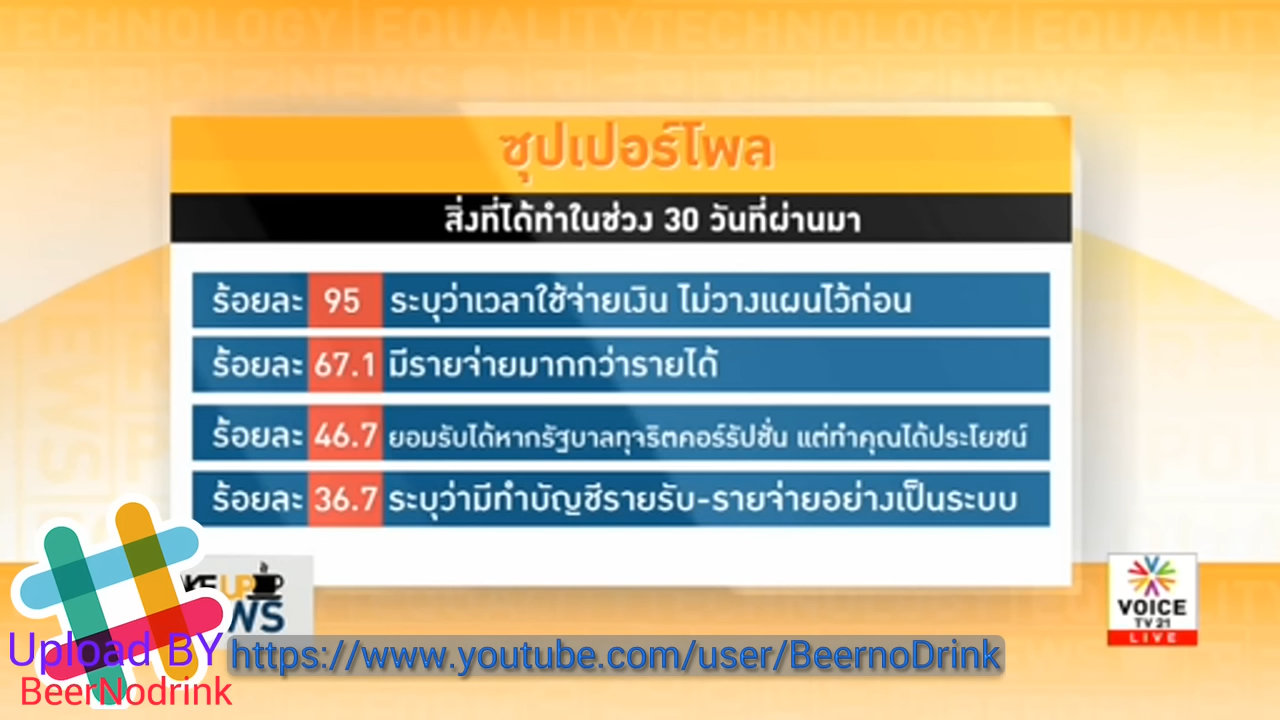 TECHNOLOGY | EQUALITY TECHNOLOGY | EQUALITY
ซุปเปอร์โพล
สิ่งที่ได้ทำในช่วง 30 วันที่ผ่านมา
ร้อยละ 95 ระบุว่าเวลาใช้จ่ายเงิน ไม่วางแผนไว้ก่อน
ร้อยละ 67.1 มีรายจ่ายมากกว่ารายได้
ร้อยละ 46.7 ยอมรับได้หากรัฐบาลทุจริตคอร์รัปชั่น แต่ทำคุณได้ประโยชน์
ร้อยละ 36.7 ระบุว่ามีทำบัญชีรายรับ-รายจ่ายอย่างเป็นระบบ
UP
VOICE
TV 21
LIVE
Upload BY https://www.youtube.com/user/BeernoDrink
BeerNodrink